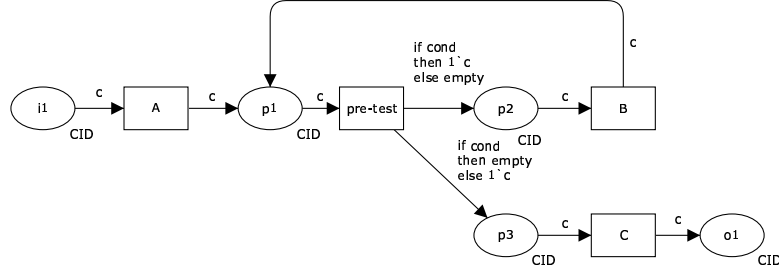 c
if cond
then 1`c
else empty
i1
c
A
c
p1
c
pre-test
p2
c
B
CID
CID
CID
if cond
then empty
else 1`c
p3
c
C
c
o1
CID
CID